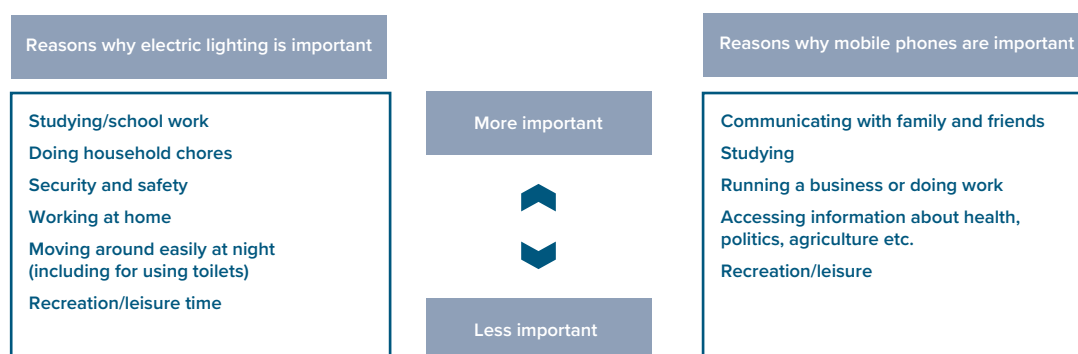 Reasons why electric lighting is important
Studying/school work
Doing household chores
Security and safety
Working at home
Moving around easily at night
(including for using toilets)
Recreation/leisure time
More important
Less important
Reasons why mobile phones are important
Communicating with family and friends
Studying
Running a business or doing work
Accessing information about health,
politics, agriculture etc.
Recreation/leisure